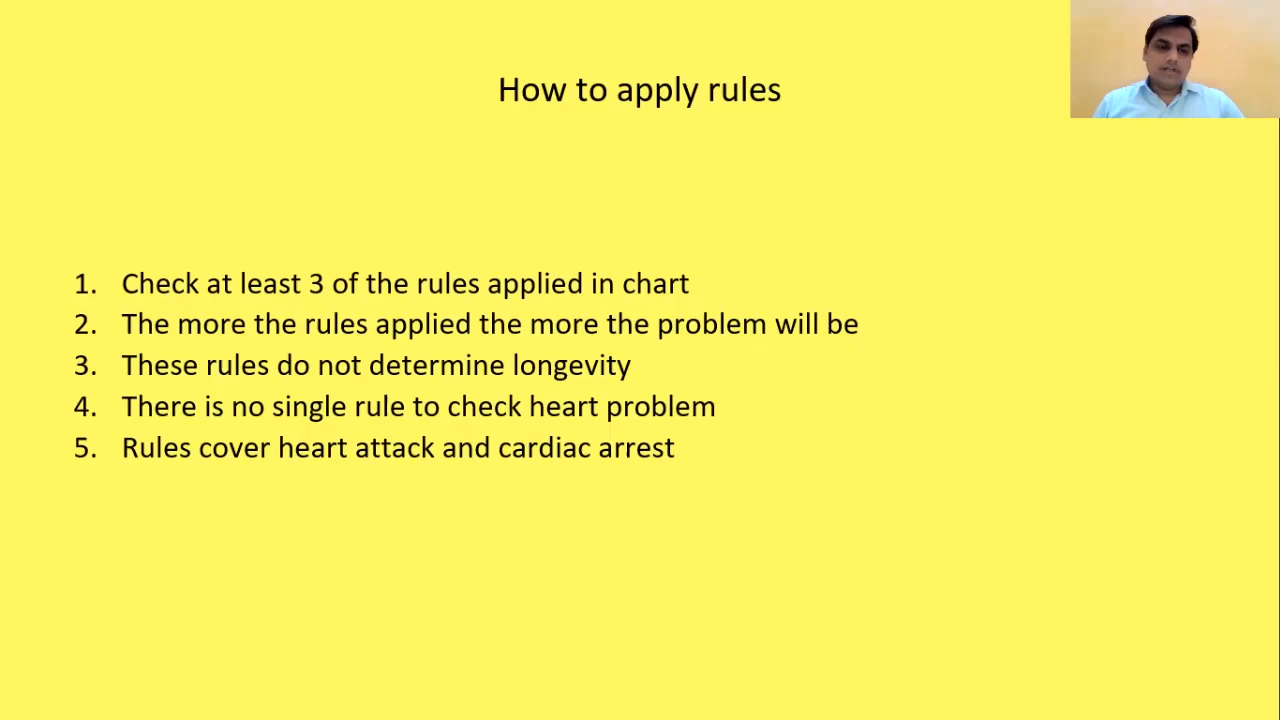 How to apply rules
1. Check at least 3 of the rules applied in chart
2. The more the rules applied the more the problem will be
3. These rules do not determine longevity
4. There is no single rule to check heart problem
5. Rules cover heart attack and cardiac arrest